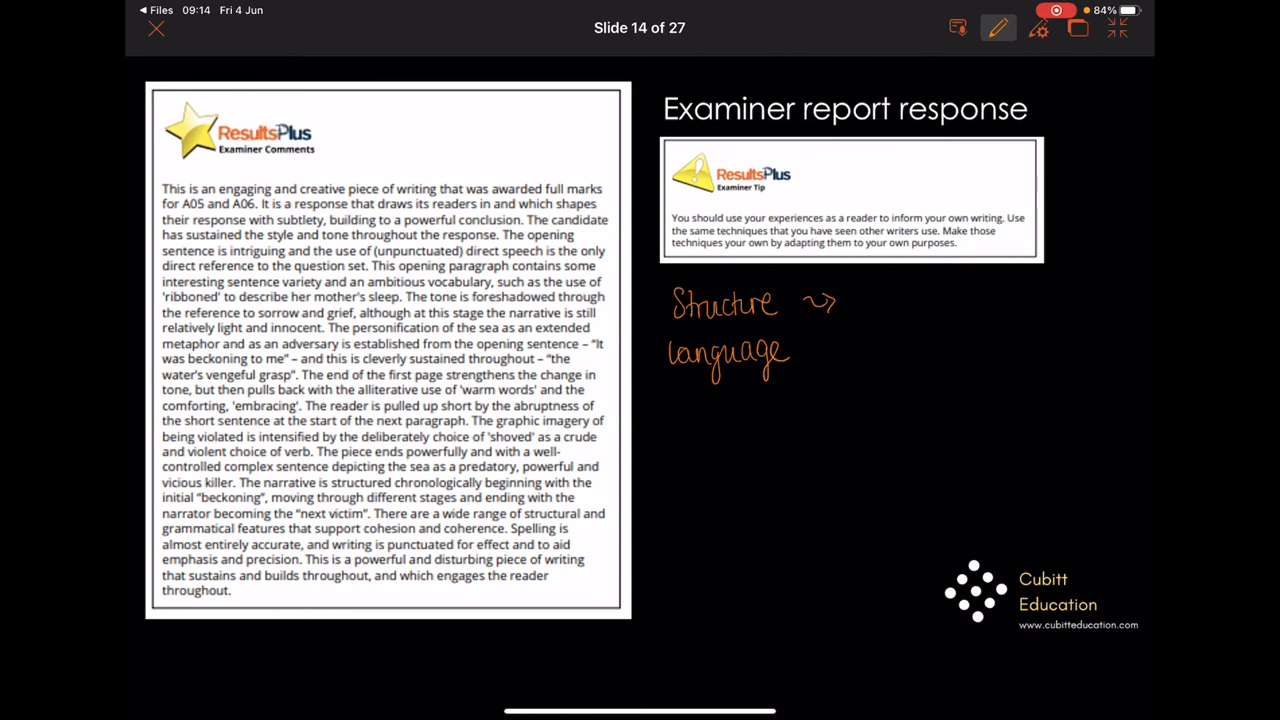 Files 09:14 Fri 4 Jun
84%
Slide 14 of 27
ResultsPlus
Examiner Comments
This is an engaging and creative piece of writing that was awarded full marks
for A05 and A06. It is a response that draws its readers in and which shapes
their response with subtlety, building to a powerful conclusion. The candidate
has sustained the style and tone throughout the response. The opening
sentence is intriguing and the use of (unpunctuated) direct speech is the only
direct reference to the question set. This opening paragraph contains some
interesting sentence variety and an ambitious vocabulary, such as the use of
'ribboned' to describe her mother's sleep. The tone is foreshadowed through
the reference to sorrow and grief, although at this stage the narrative is still
relatively light and innocent. The personification of the sea as an extended
metaphor and as an adversary is established from the opening sentence – "It
was beckoning to me" – and this is cleverly sustained throughout – "the
water's vengeful grasp". The end of the first page strengthens the change in
tone, but then pulls back with the alliterative use of 'warm words' and the
comforting, 'embracing'. The reader is pulled up short by the abruptness of
the short sentence at the start of the next paragraph. The graphic imagery of
being violated is intensified by the deliberately choice of 'shoved' as a crude
and violent choice of verb. The piece ends powerfully and with a well-
controlled complex sentence depicting the sea as a predatory, powerful and
vicious killer. The narrative is structured chronologically beginning with the
initial "beckoning", moving through different stages and ending with the
narrator becoming the "next victim". There are a wide range of structural and
grammatical features that support cohesion and coherence. Spelling is
almost entirely accurate, and writing is punctuated for effect and to aid
emphasis and precision. This is a powerful and disturbing piece of writing
that sustains and builds throughout, and which engages the reader
throughout.
Examiner report response
ResultsPlus
Examiner Tip
You should use your experiences as a reader to inform your own writing. Use
the same techniques that you have seen other writers use. Make those
techniques your own by adapting them to your own purposes.
Structure
language
Cubitt
Education
www.cubitteducation.com